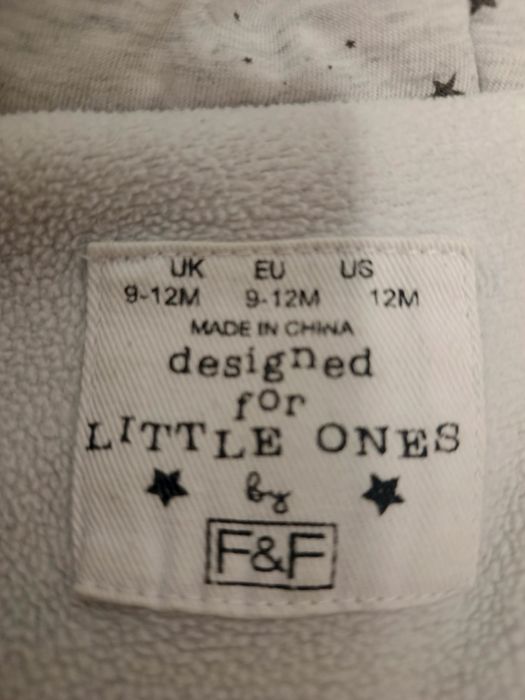 UK EU US
9-12M 9-12M 12M
MADE IN CHINA
designed
for
LITTLE ONES
by
F&F